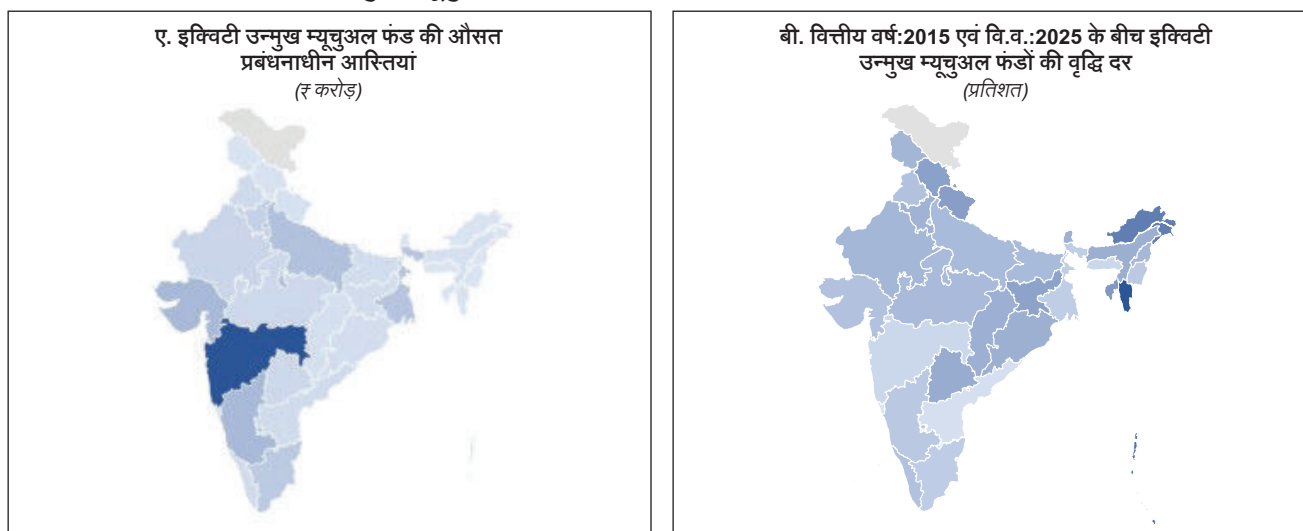 ए. इक्विटी उन्मुख म्यूचुअल फंड की औसत
प्रबंधनाधीन आस्तियां
(₹ करोड़)
बी. वित्तीय वर्ष:2015 एवं वि.व.:2025 के बीच इक्विटी
उन्मुख म्यूचुअल फंडों की वृद्धि दर
(प्रतिशत)